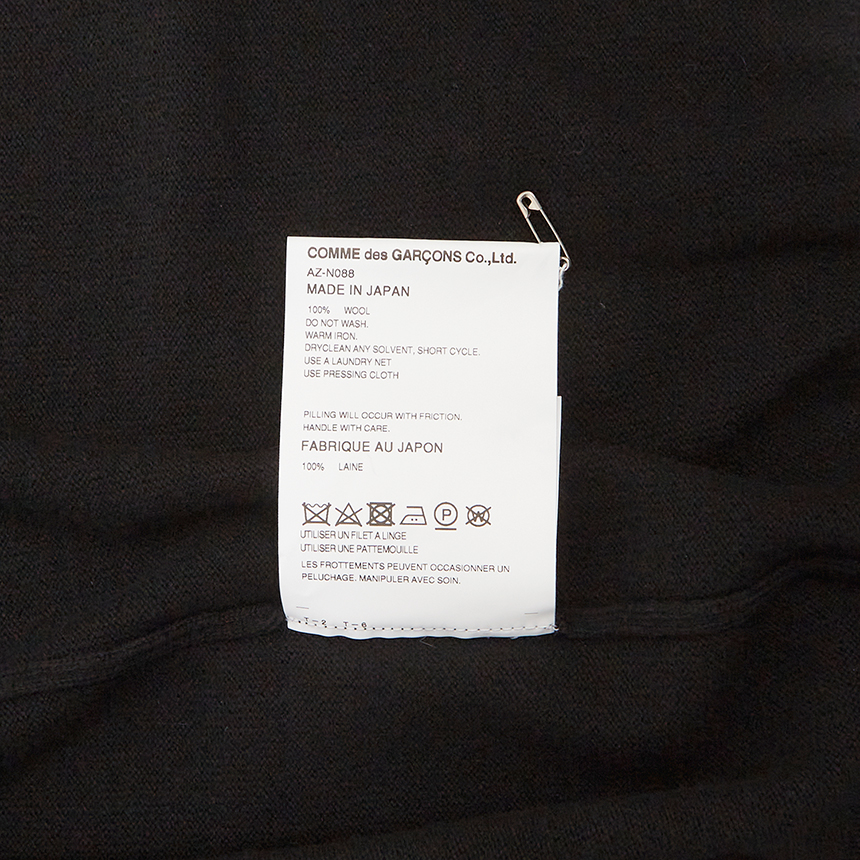 COMME des GARÇONS Co.,Ltd.
AZ-N088
MADE IN JAPAN
100% WOOL
DO NOT WASH.
WARM IRON.
DRYCLEAN ANY SOLVENT, SHORT CYCLE.
USE A LAUNDRY NET
USE PRESSING CLOTH
PILLING WILL OCCUR WITH FRICTION.
HANDLE WITH CARE.
FABRIQUE AU JAPON
100% LAINE
P W
UTILISER UN FILET A LINGE
UTILISER UNE PATTEMOUILLE
LES FROTTEMENTS PEUVENT OCCASIONNER UN
PELUCHAGE. MANIPULER AVEC SOIN.
T-2 T-6